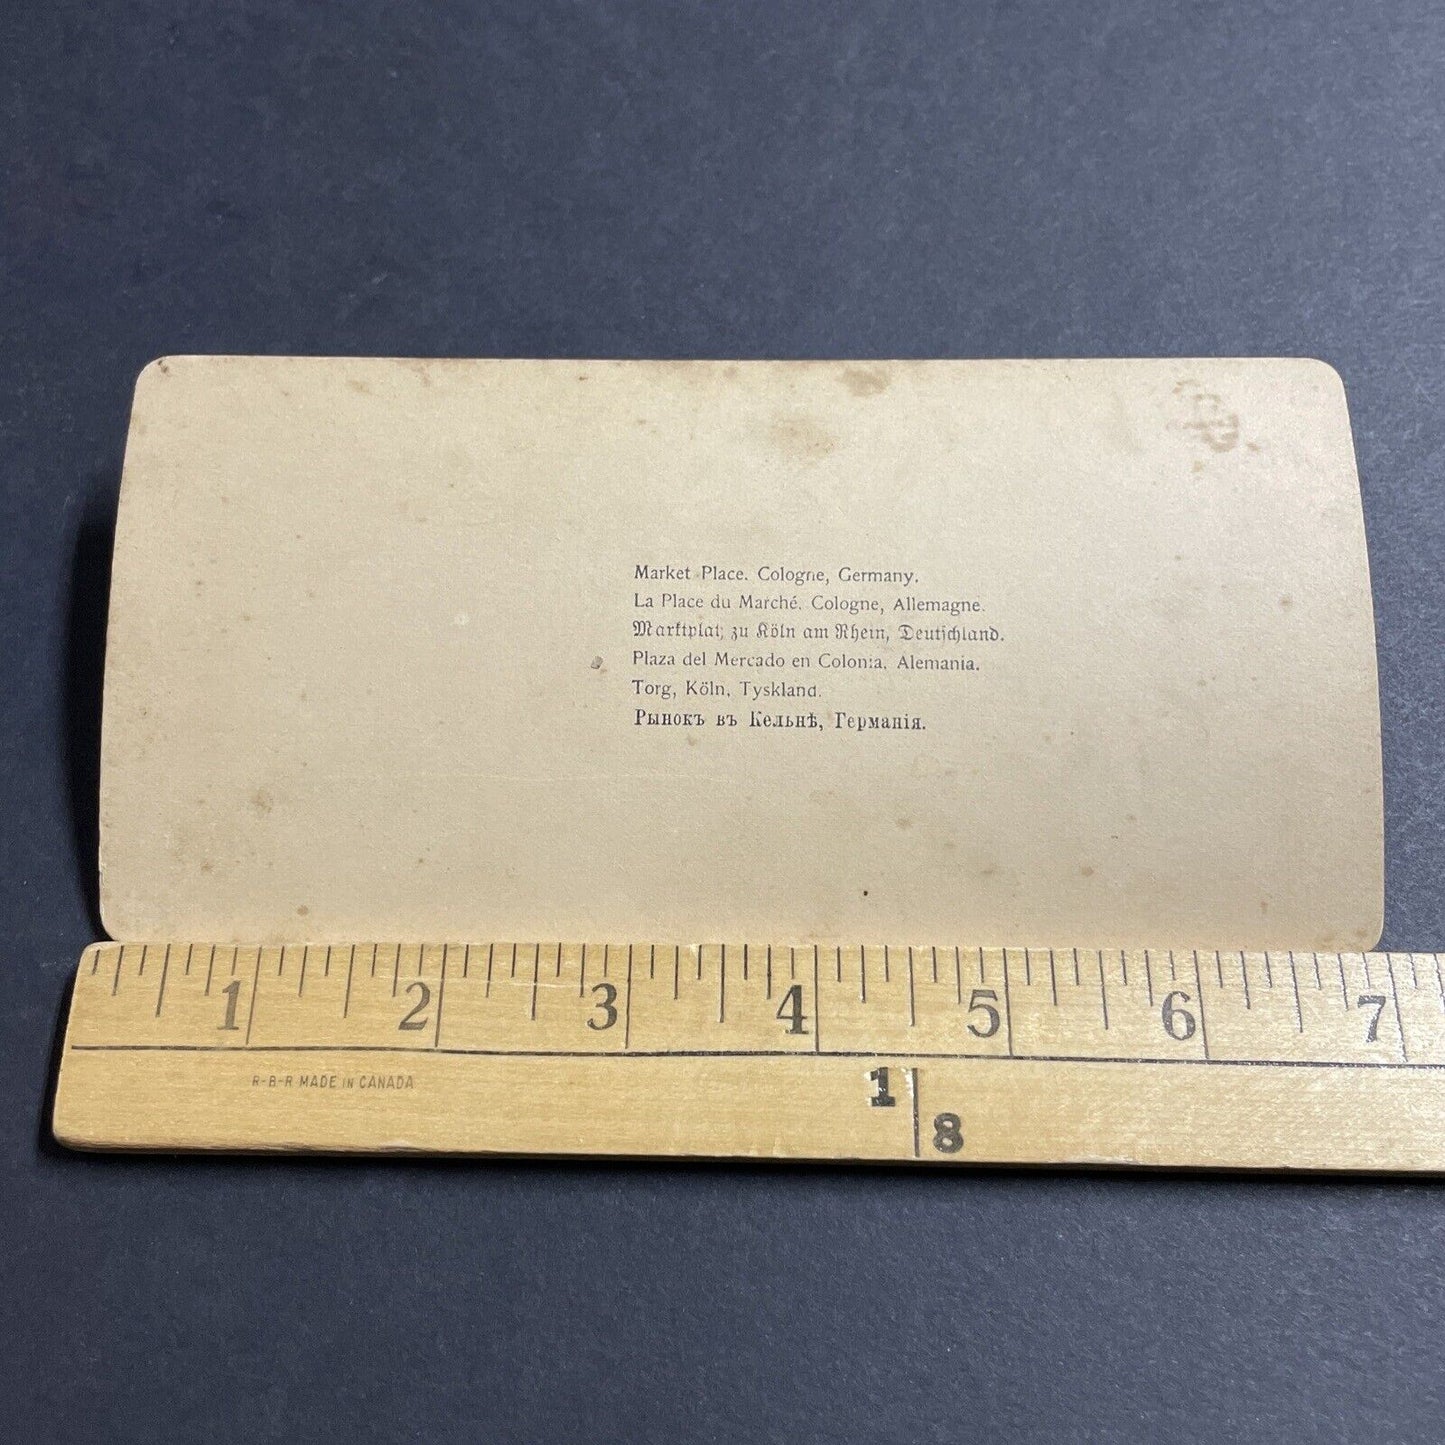 Market Place. Cologne, Germany.
La Place du Marché. Cologne, Allemagne.
Marktplatz zu Köln am Rhein, Deutschland.
Plaza del Mercado en Colonia, Alemania.
Torg, Köln, Tyskland.
Рынокъ въ Кельнѣ, Германія.
1 2 3 4 5 6 7
R-B-R MADE IN CANADA
1
8